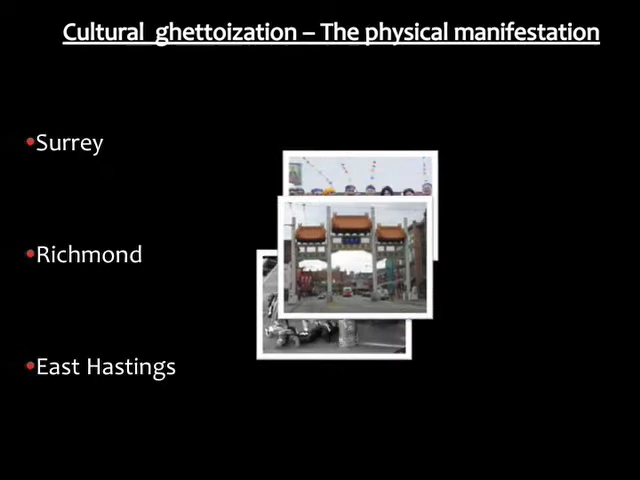 Cultural  ghettoization – The physical manifestation
•Surrey
•Richmond
•East Hastings